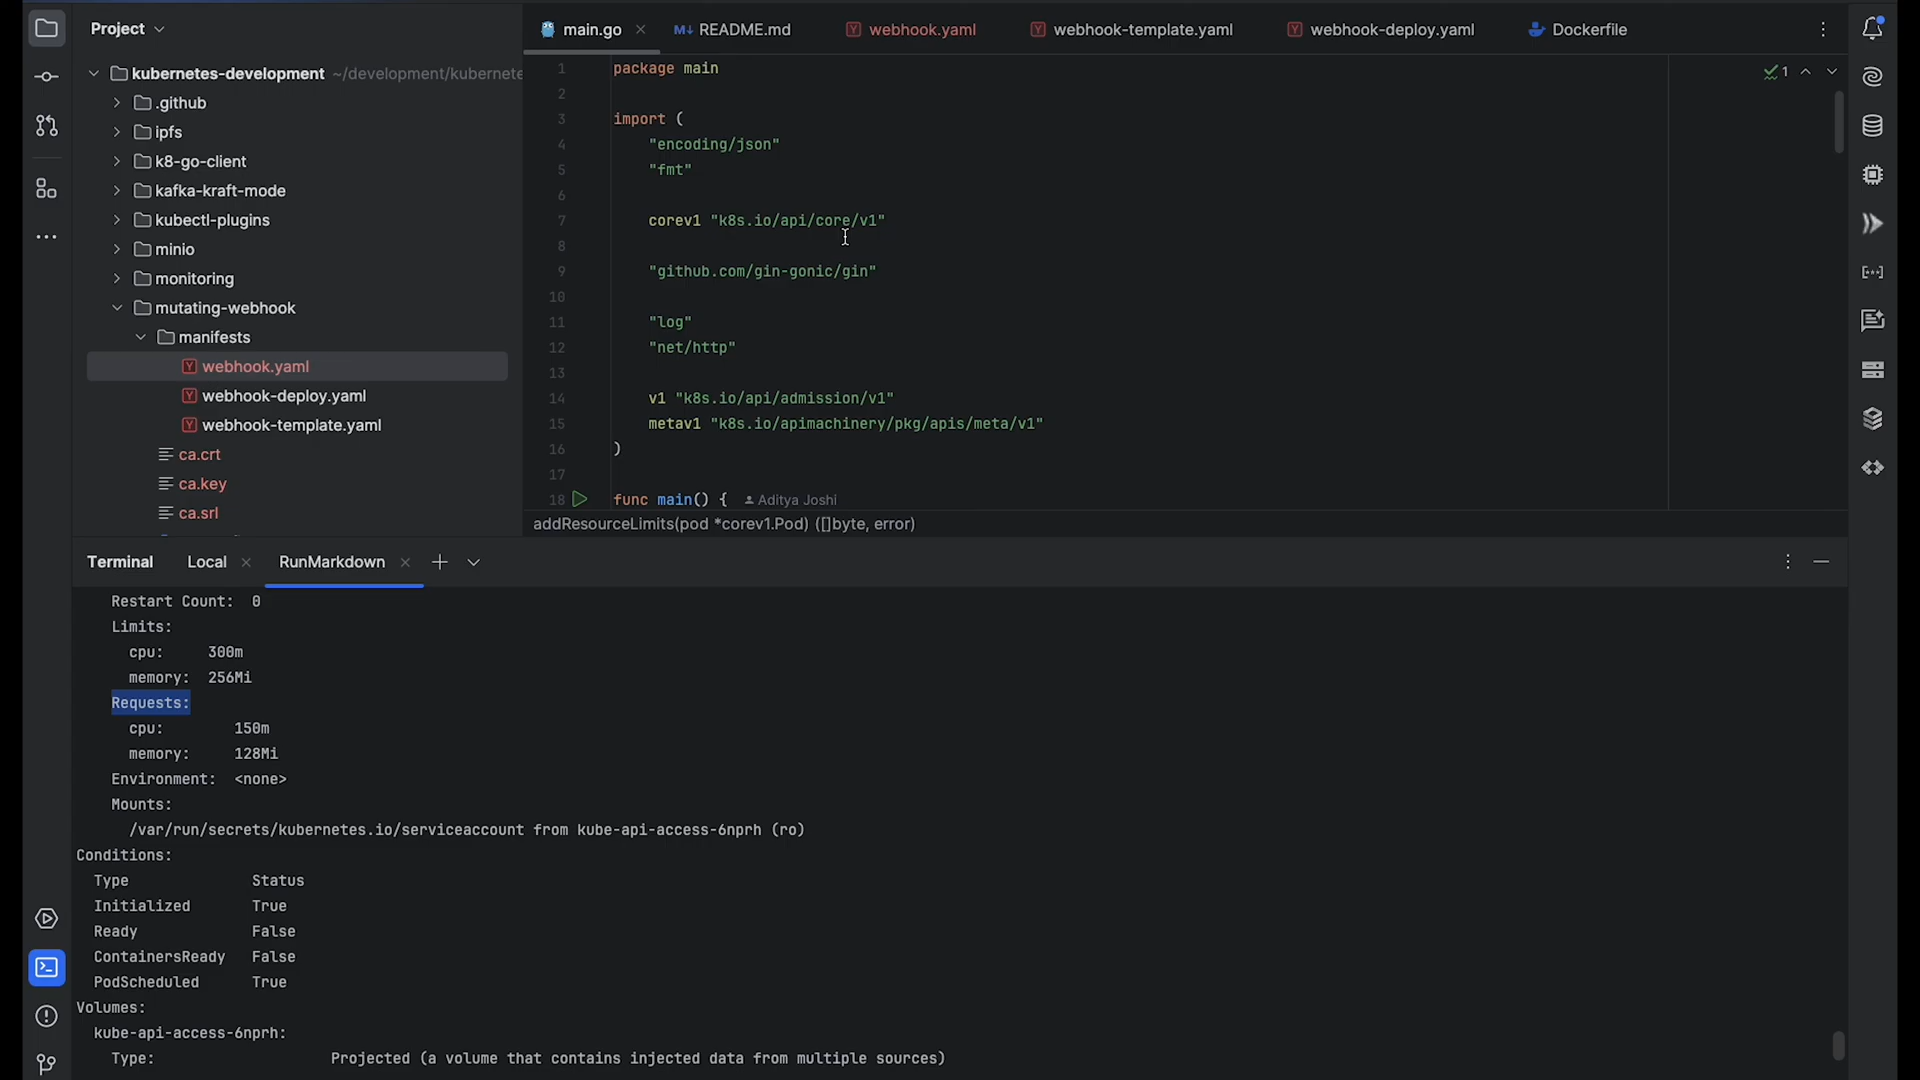 Project
kubernetes-development ~/development/kubernete
.github
ipfs
k8-go-client
kafka-kraft-mode
kubectl-plugins
minio
monitoring
mutating-webhook
manifests
webhook.yaml
webhook-deploy.yaml
webhook-template.yaml
ca.crt
ca.key
ca.srl
main.go README.md webhook.yaml webhook-template.yaml webhook-deploy.yaml Dockerfile
1 package main
2
3 import (
4 "encoding/json"
5 "fmt"
6
7 corev1 "k8s.io/api/core/v1"
8
9 "github.com/gin-gonic/gin"
10
11 "log"
12 "net/http"
13
14 v1 "k8s.io/api/admission/v1"
15 metav1 "k8s.io/apimachinery/pkg/apis/meta/v1"
16 )
17
18 func main() { Aditya Joshi
1
addResourceLimits(pod *corev1.Pod) ([]byte, error)
Terminal Local RunMarkdown
Restart Count: 0
Limits:
cpu: 300m
memory: 256Mi
Requests:
cpu: 150m
memory: 128Mi
Environment: <none>
Mounts:
/var/run/secrets/kubernetes.io/serviceaccount from kube-api-access-6nprh (ro)
Conditions:
Type Status
Initialized True
Ready False
ContainersReady False
PodScheduled True
Volumes:
kube-api-access-6nprh:
Type: Projected (a volume that contains injected data from multiple sources)